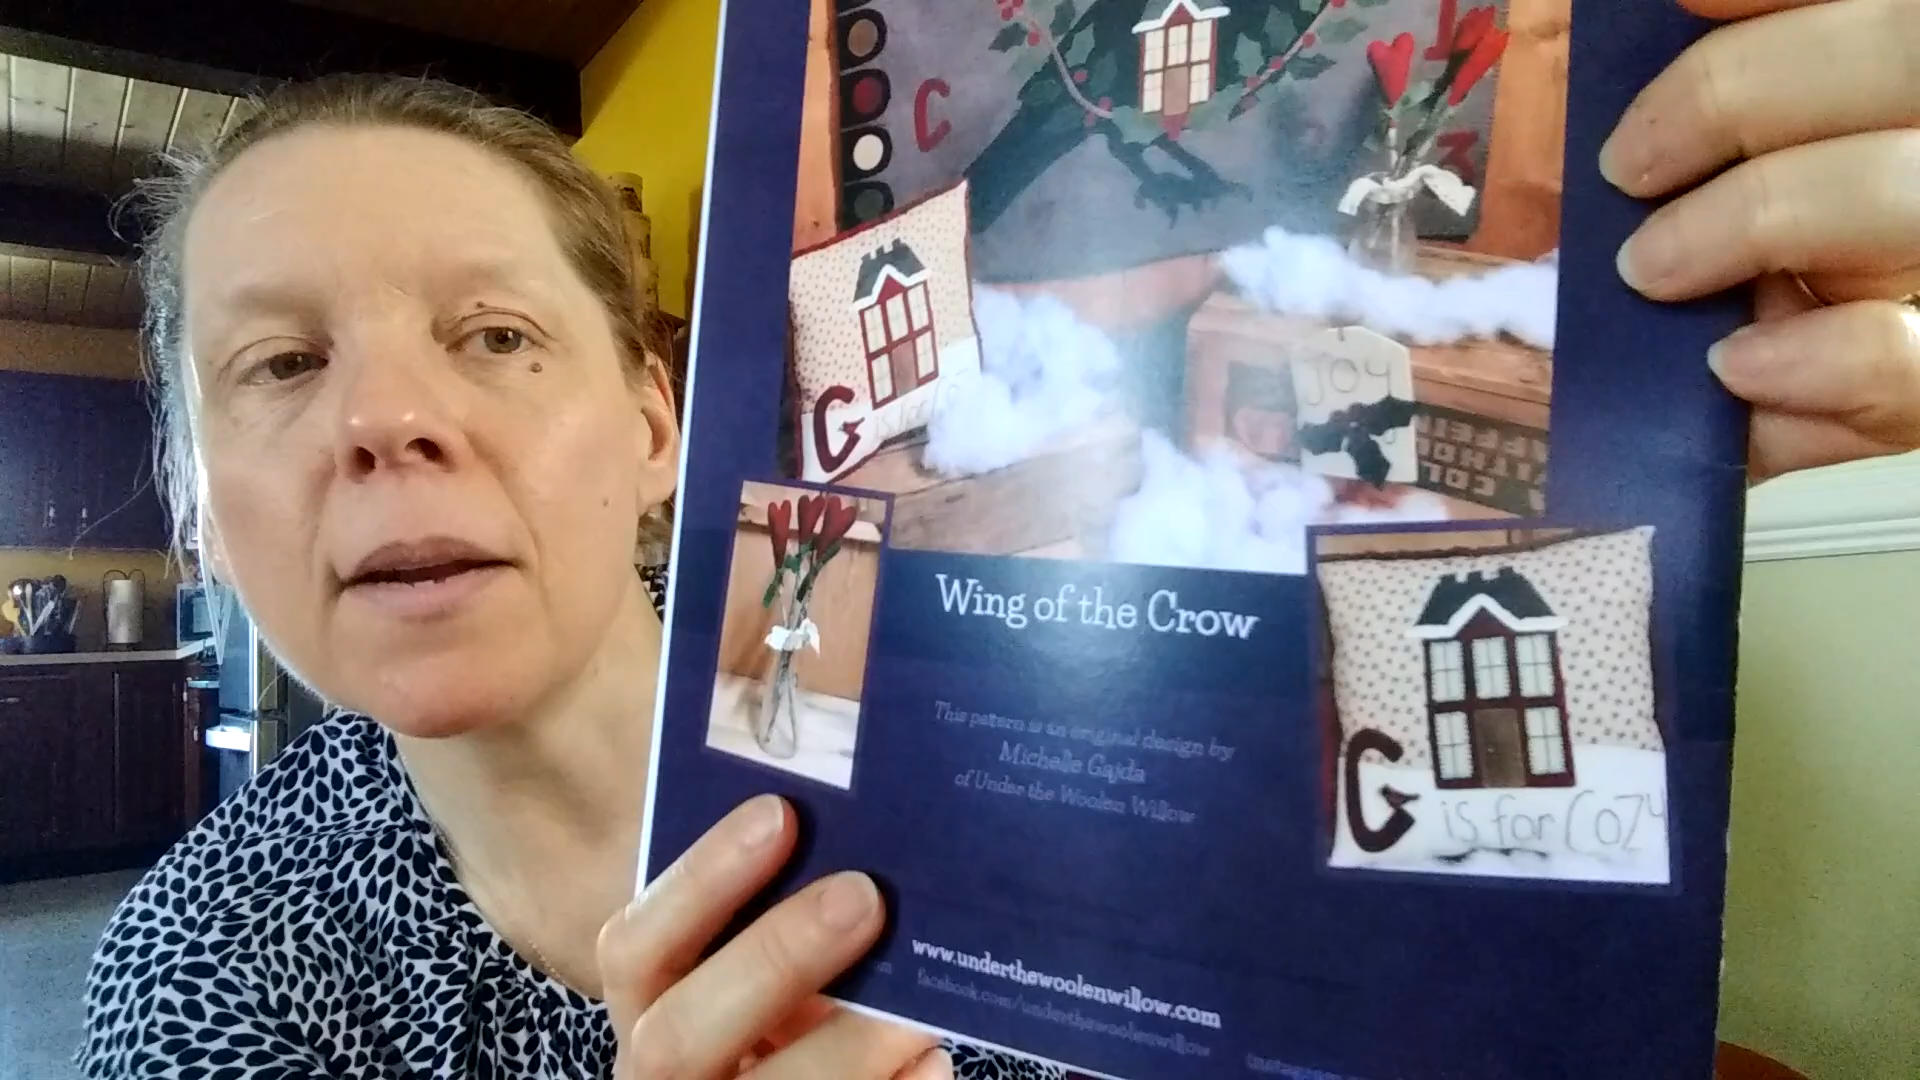 C
3
JOY
G
is for
Wing of the Crow
This pattern is an original design by
Michelle Gajda
of Under the Woolen Willow
G is for COZY
www.underthewoolenwillow.com
facebook.com/underthewoolenwillow